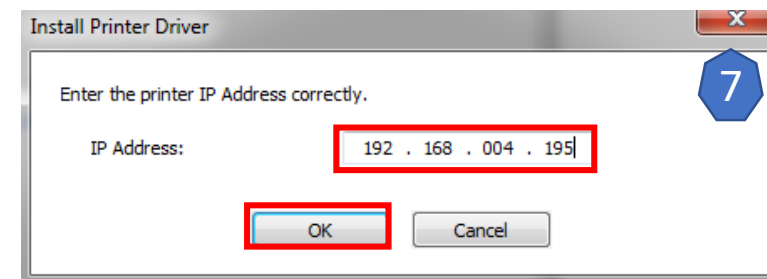 Install Printer Driver
x
7
Enter the printer IP Address correctly.
IP Address: 192 . 168 . 004 . 195
OK Cancel